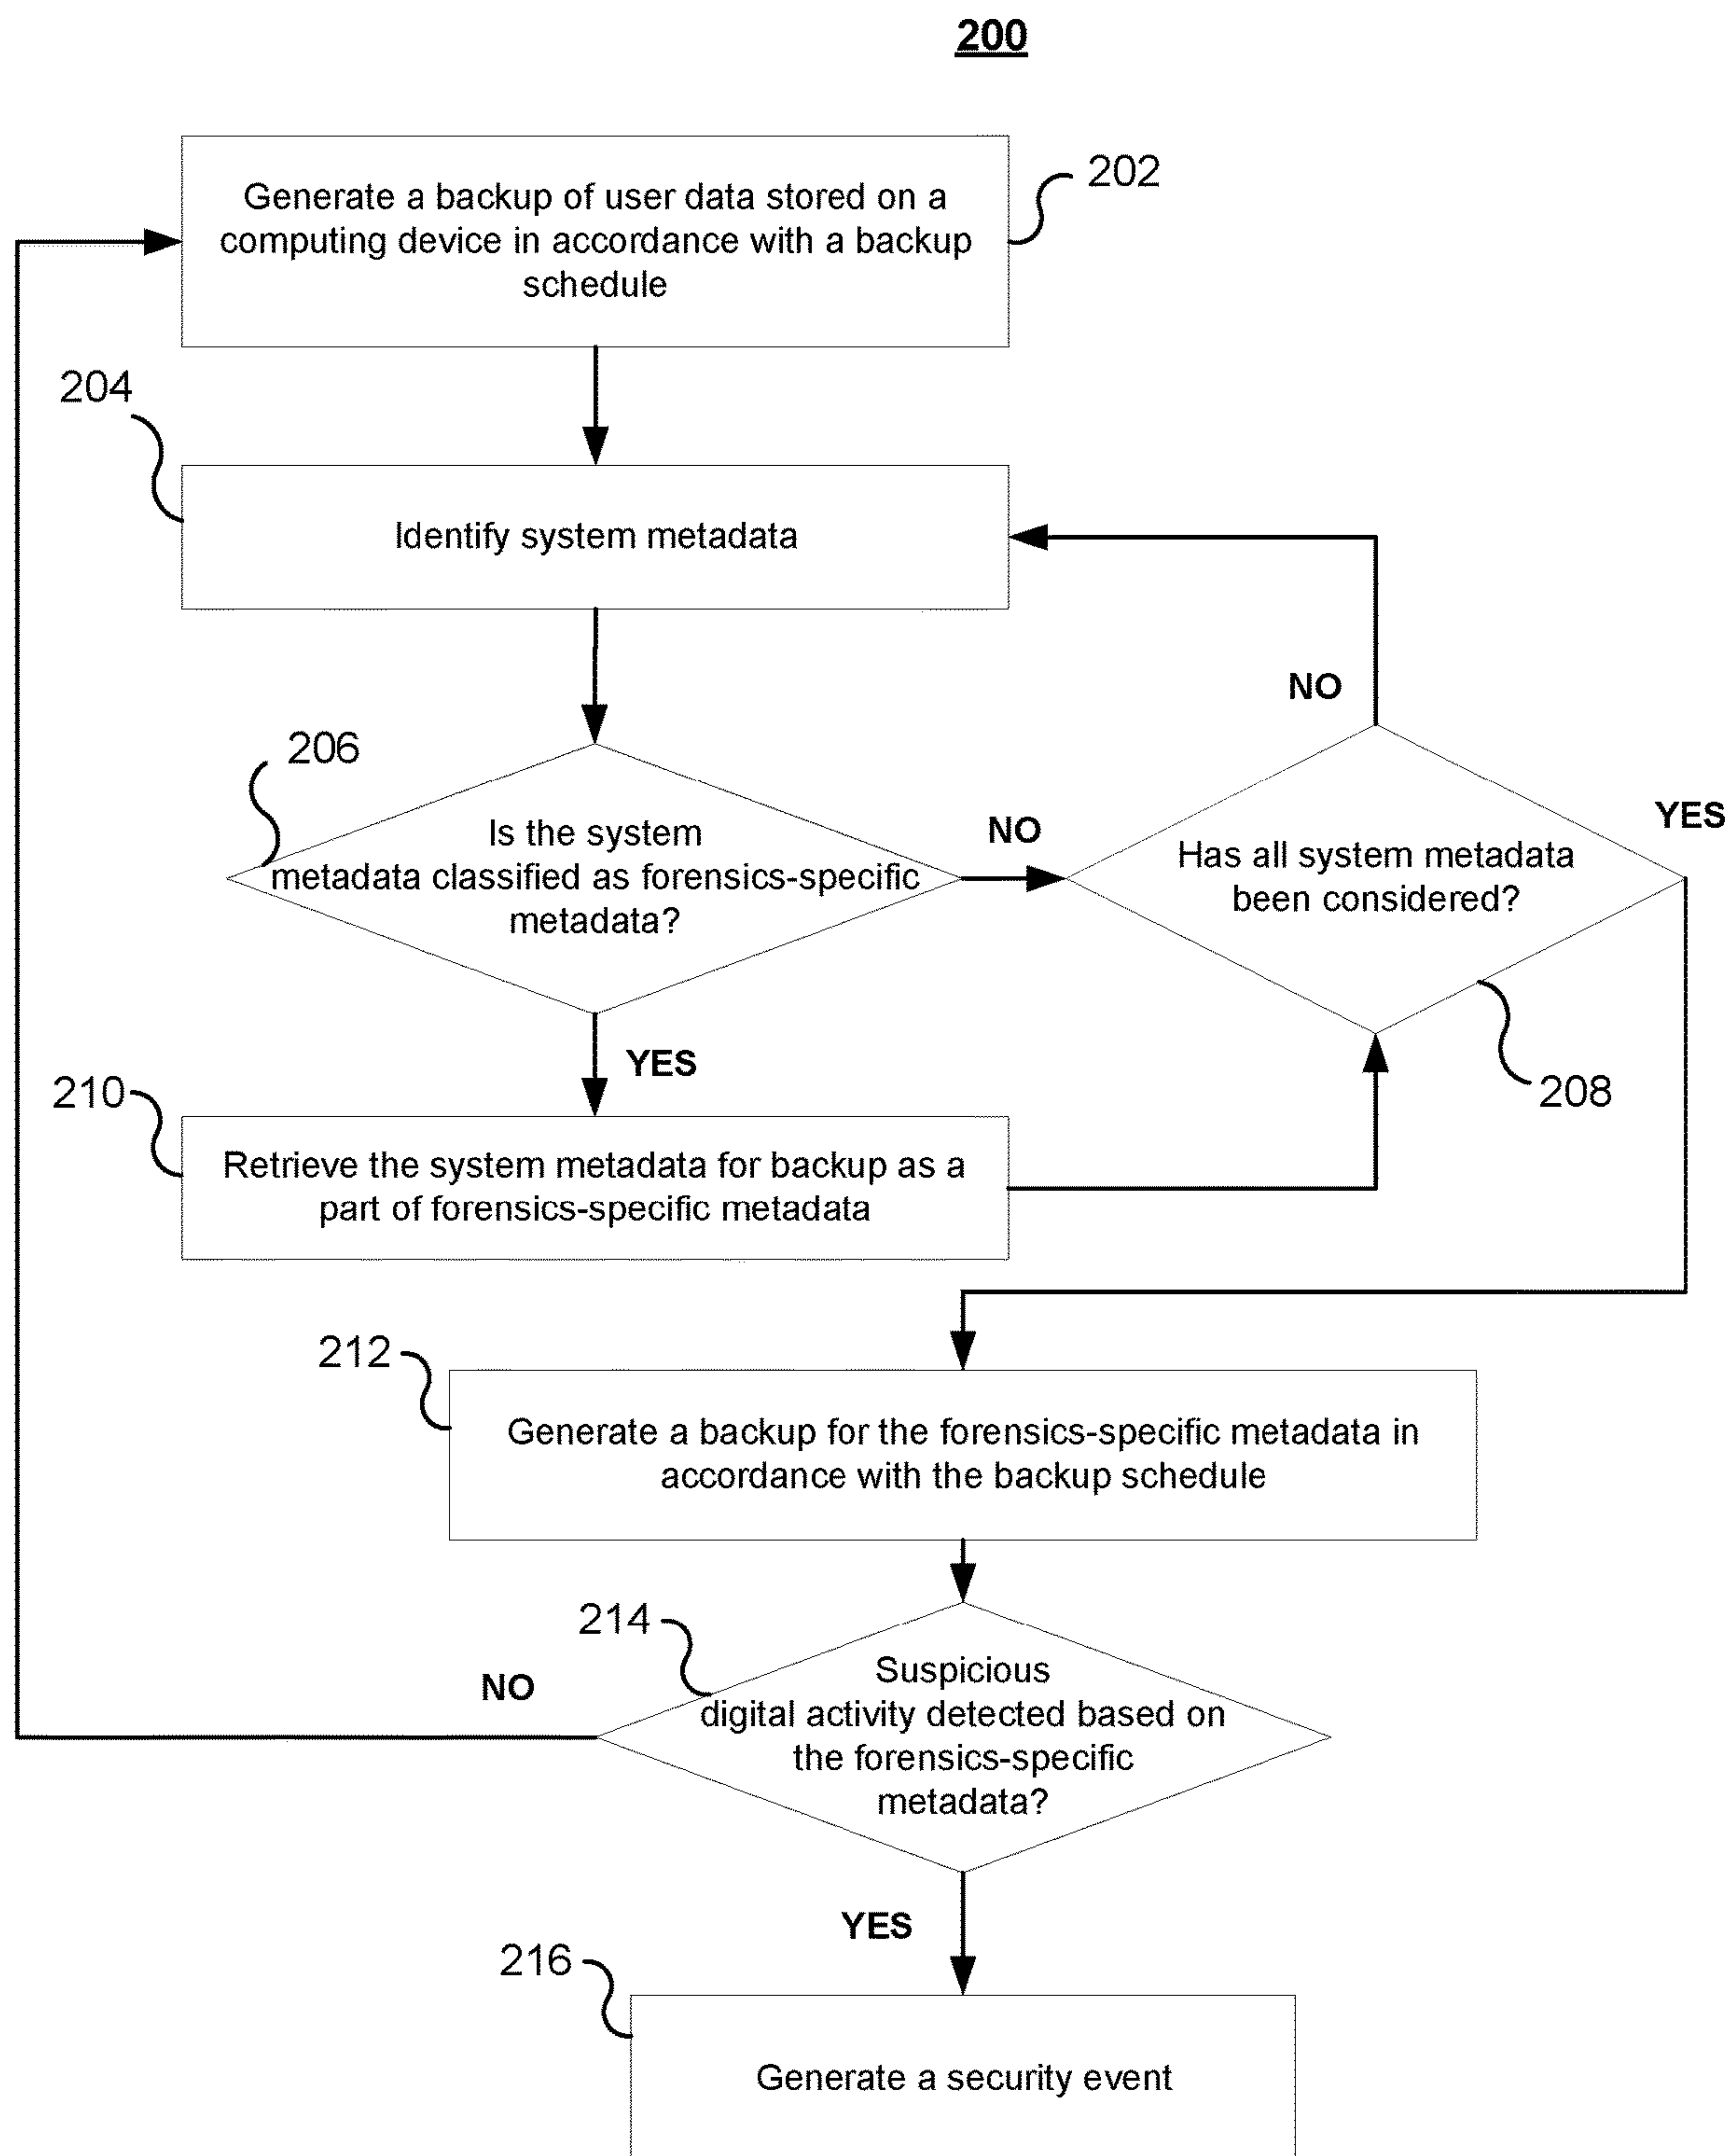 200
Generate a backup of user data stored on a
computing device in accordance with a backup
schedule
202
204
Identify system metadata
NO
206
Is the system
metadata classified as forensics-specific
metadata?
NO
Has all system metadata
been considered?
YES
208
YES
210
Retrieve the system metadata for backup as a
part of forensics-specific metadata
212
Generate a backup for the forensics-specific metadata in
accordance with the backup schedule
214
Suspicious
digital activity detected based on
the forensics-specific
metadata?
NO
YES
216
Generate a security event